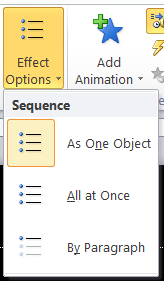 Effect
Options
Add
Animation
Sequence
As One Object
All at Once
By Paragraph